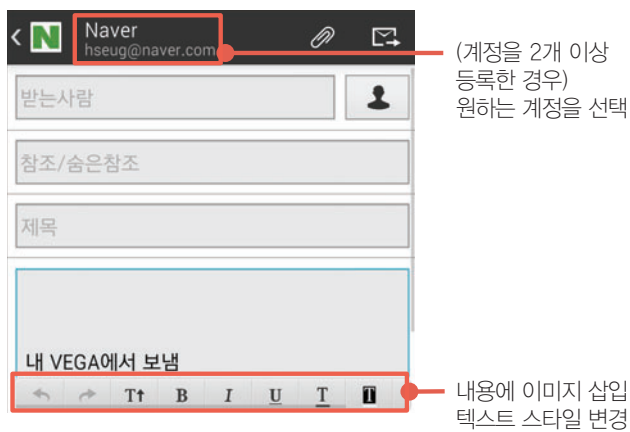 Naver
hseug@naver.com
(계정을 2개 이상
등록한 경우)
원하는 계정을 선택
받는사람
참조/숨은참조
제목
내 VEGA에서 보냄
T↑ B I U T T
내용에 이미지 삽입
텍스트 스타일 변경